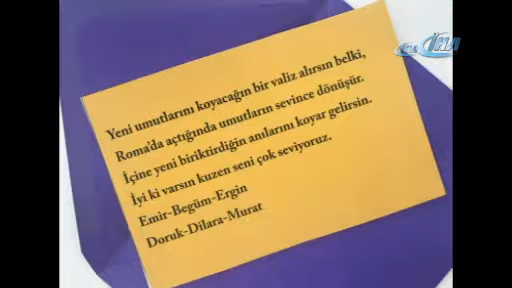 İHA
Yeni umutlarını koyacağın bir valiz alırsın belki,
Roma'da açtığında umutların sevince dönüşür.
İçine yeni biriktirdiğin anılarını koyar gelirsin.
İyi ki varsın kuzen seni çok seviyoruz.
Emir-Begüm-Ergin
Doruk-Dilara-Murat